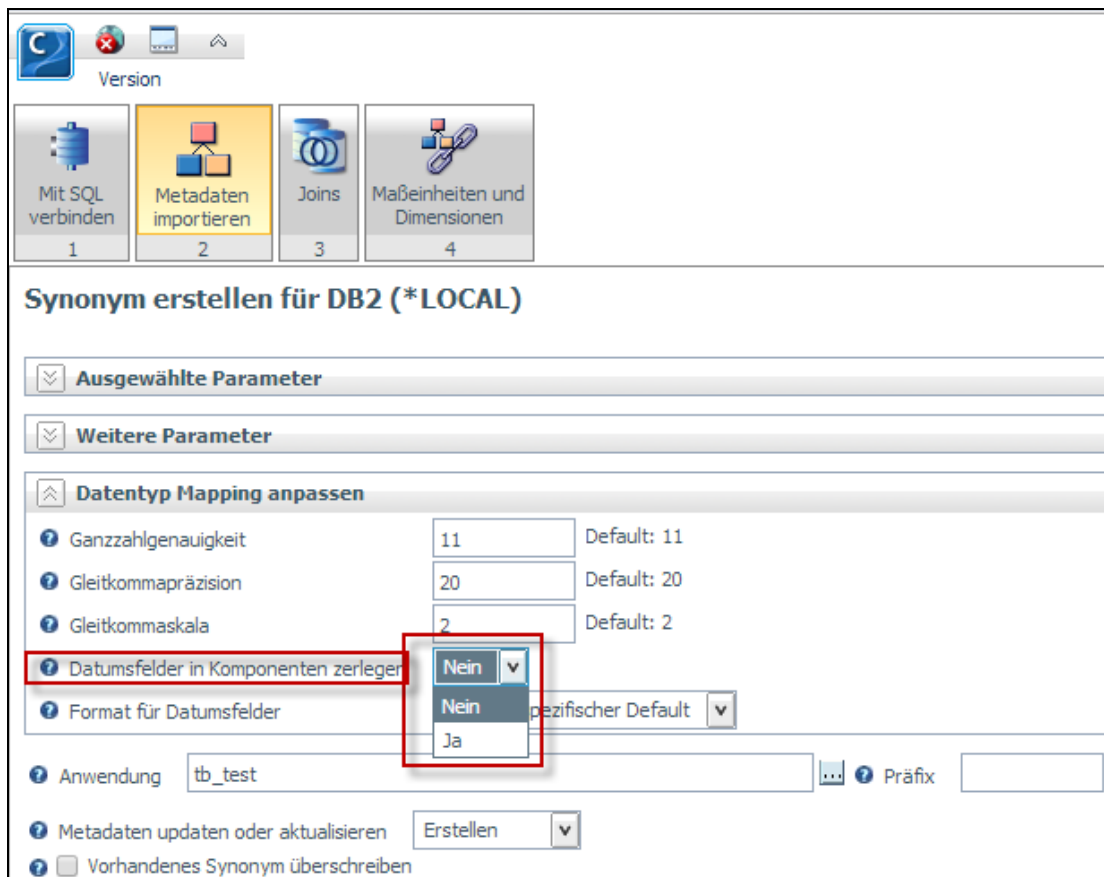 C
Version
Mit SQL verbinden
1
Metadaten importieren
2
Joins
3
Maßeinheiten und Dimensionen
4
Synonym erstellen für DB2 (*LOCAL)
Ausgewählte Parameter
Weitere Parameter
Datentyp Mapping anpassen
Ganzzahlgenauigkeit 11 Default: 11
Gleitkommapräzision 20 Default: 20
Gleitkommaskala 2 Default: 2
Datumsfelder in Komponenten zerlegen Nein
Nein
Ja
Format für Datumsfelder pezifischer Default
Anwendung tb_test ... Präfix
Metadaten updaten oder aktualisieren Erstellen
Vorhandenes Synonym überschreiben